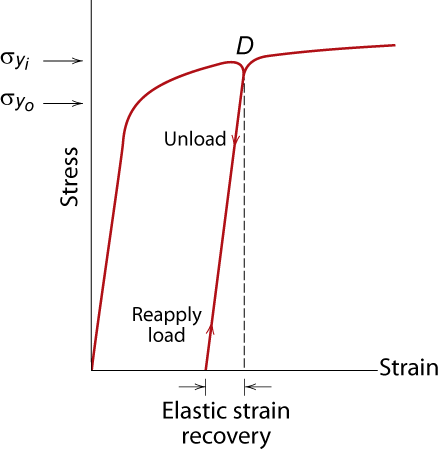 D
σyi
σyo
Unload
Stress
Reapply
load
Strain
Elastic strain
recovery